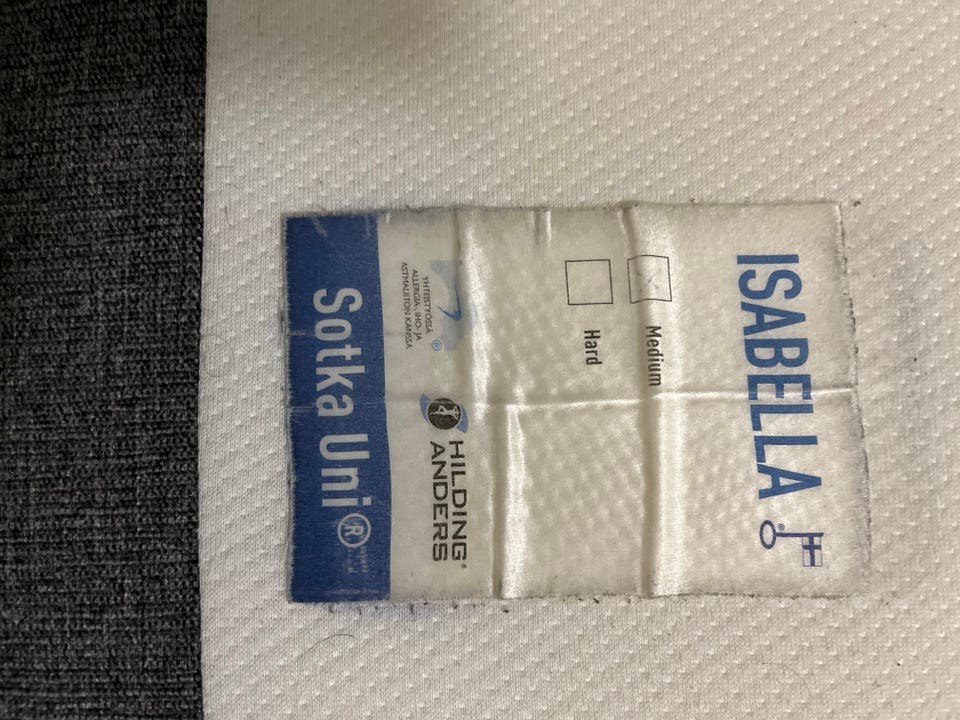 ISABELLA
Medium
Hard
YHTEISTYÖSSÄ
ALLERGIA-, IHO- JA
ASTMALIITON KANSSA
®
HILDING®
ANDERS
Sotka Uni®